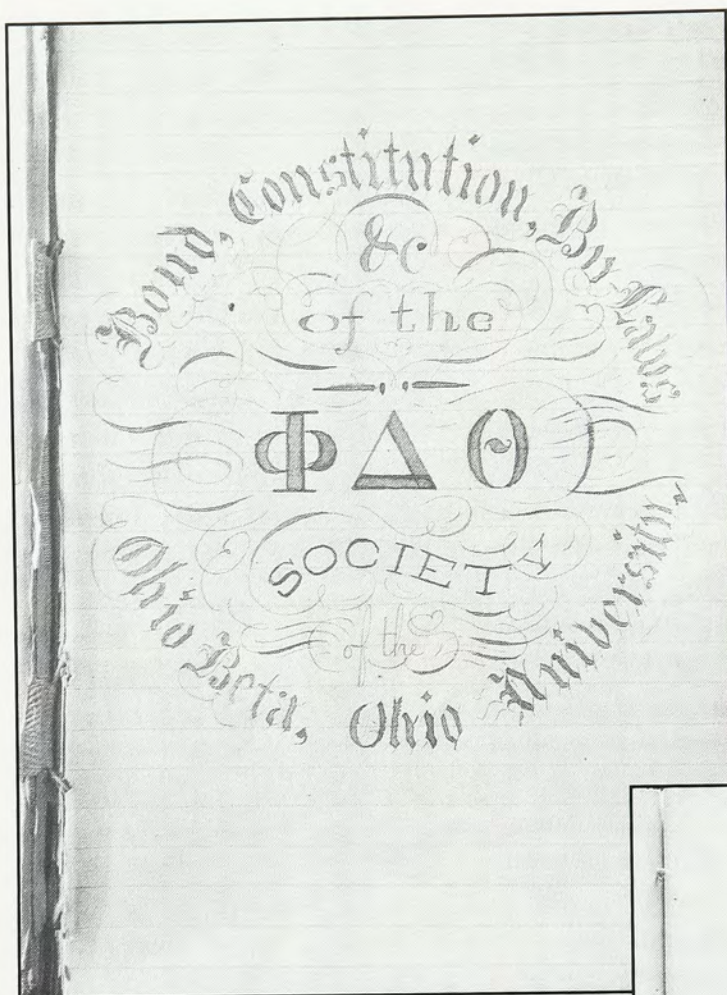 Bond, Constitution, By-Laws
&c
of the
ΦΔΘ
SOCIETY
of the
Ohio Beta, Ohio University.